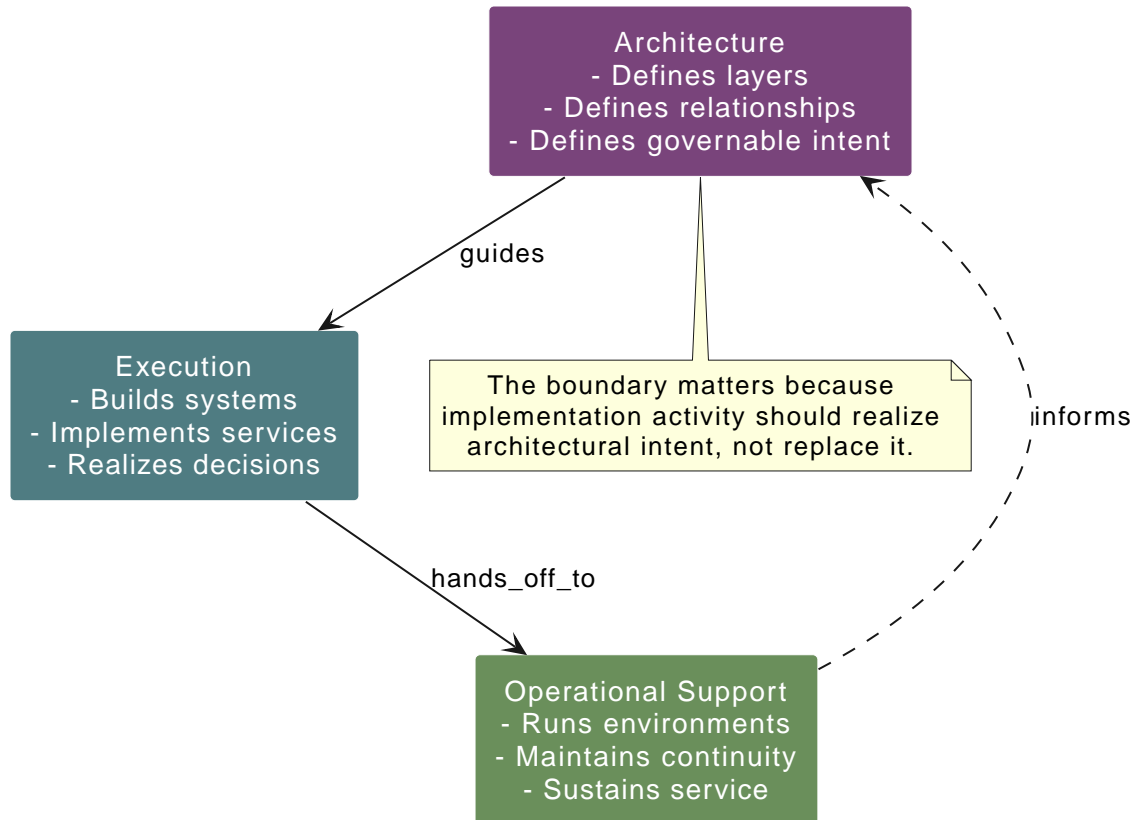 Architecture
- Defines layers
- Defines relationships
- Defines governable intent
guides
Execution
- Builds systems
- Implements services
- Realizes decisions
The boundary matters because
implementation activity should realize
architectural intent, not replace it.
informs
hands_off_to
Operational Support
- Runs environments
- Maintains continuity
- Sustains service